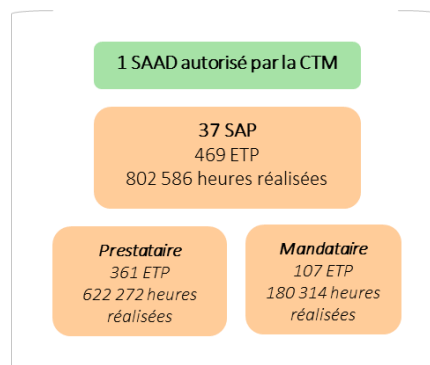 1 SAAD autorisé par la CTM
37 SAP
469 ETP
802 586 heures réalisées
Prestataire
361 ETP
622 272 heures
réalisées
Mandataire
107 ETP
180 314 heures
réalisées